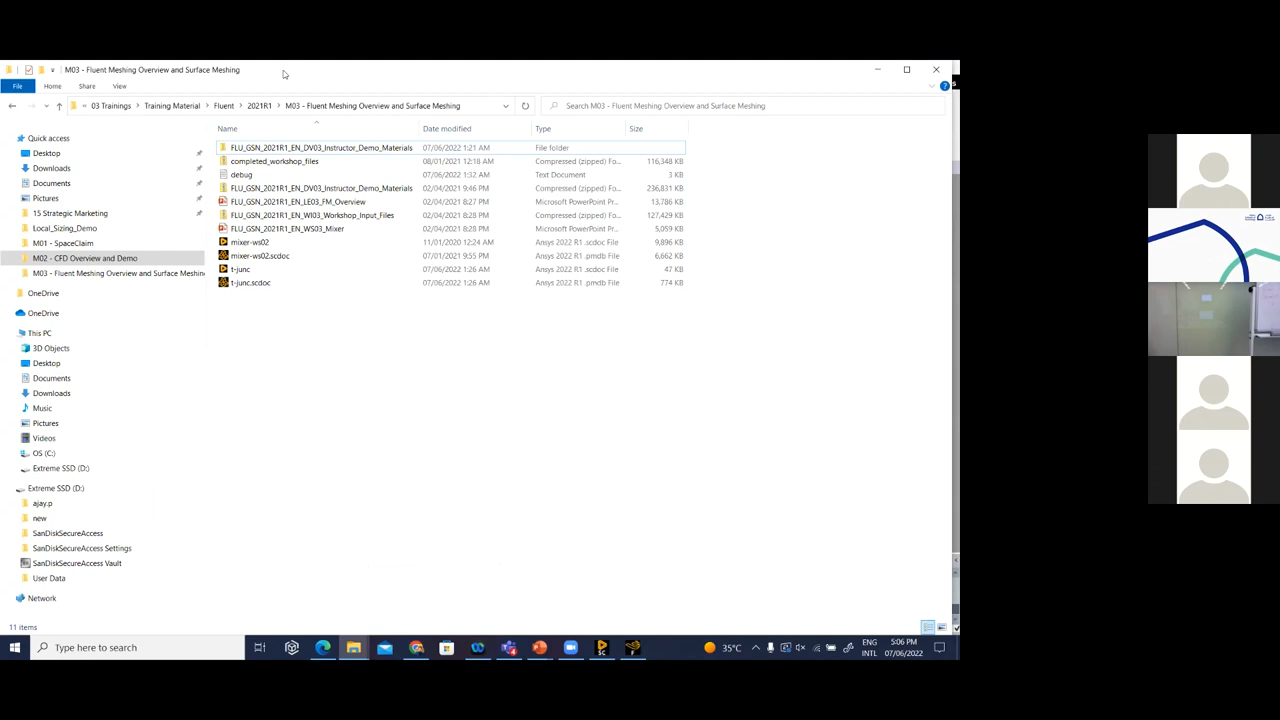 M03 - Fluent Meshing Overview and Surface Meshing
File Home Share View
« 03 Trainings > Training Material > Fluent > 2021R1 > M03 - Fluent Meshing Overview and Surface Meshing
Search M03 - Fluent Meshing Overview and Surface Meshing
Name Date modified Type Size
Quick access
Desktop
Downloads
Documents
Pictures
15 Strategic Marketing
Local_Sizing_Demo
M01 - SpaceClaim
M02 - CFD Overview and Demo
M03 - Fluent Meshing Overview and Surface Meshing
OneDrive
OneDrive
This PC
3D Objects
Desktop
Documents
Downloads
Music
Pictures
Videos
OS (C:)
Extreme SSD (D:)
Extreme SSD (D:)
ajay.p
new
SanDiskSecureAccess
SanDiskSecureAccess Settings
SanDiskSecureAccess Vault
User Data
Network
FLU_GSN_2021R1_EN_DV03_Instructor_Demo_Materials 07/06/2022 1:21 AM File folder
completed_workshop_files 08/01/2021 12:18 AM Compressed (zipped) Fo... 116,348 KB
debug 07/06/2022 1:32 AM Text Document 3 KB
FLU_GSN_2021R1_EN_DV03_Instructor_Demo_Materials 02/04/2021 9:46 PM Compressed (zipped) Fo... 236,831 KB
FLU_GSN_2021R1_EN_LE03_FM_Overview 02/04/2021 8:27 PM Microsoft PowerPoint Pr... 13,786 KB
FLU_GSN_2021R1_EN_WI03_Workshop_Input_Files 02/04/2021 8:28 PM Compressed (zipped) Fo... 127,429 KB
FLU_GSN_2021R1_EN_WS03_Mixer 02/04/2021 8:28 PM Microsoft PowerPoint Pr... 5,059 KB
mixer-ws02 11/01/2020 12:24 AM Ansys 2022 R1 .scdoc File 9,896 KB
mixer-ws02.scdoc 07/01/2021 9:55 PM Ansys 2022 R1 .pmdb File 6,662 KB
t-junc 07/06/2022 1:26 AM Ansys 2022 R1 .scdoc File 47 KB
t-junc.scdoc 07/06/2022 1:26 AM Ansys 2022 R1 .pmdb File 774 KB
11 items
Type here to search
SC
F
35°C
ENG
INTL
5:06 PM
07/06/2022